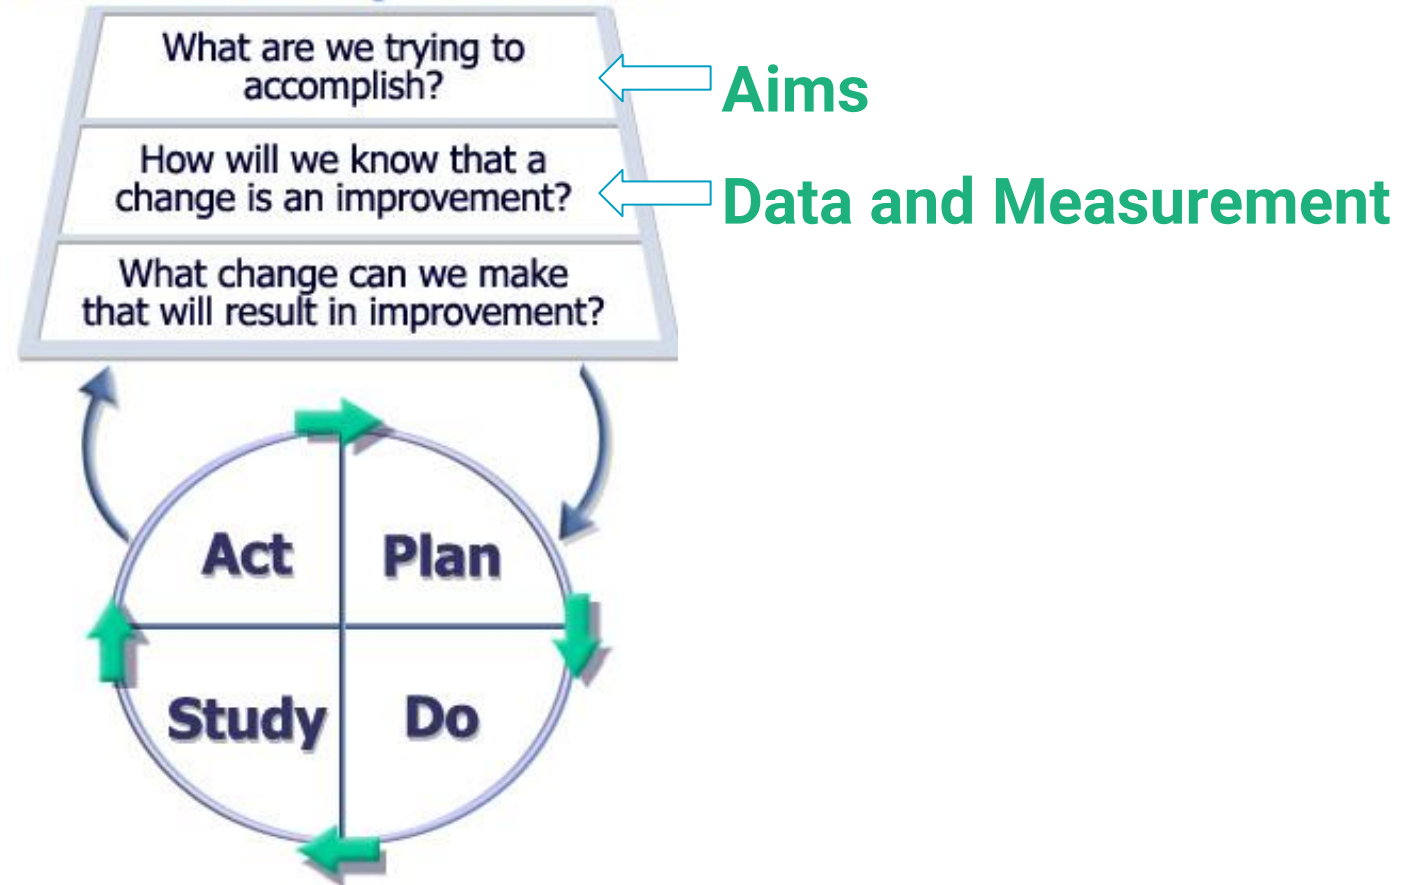 What are we trying to
accomplish?
Aims
How will we know that a
change is an improvement?
Data and Measurement
What change can we make
that will result in improvement?
Act
Plan
Study
Do